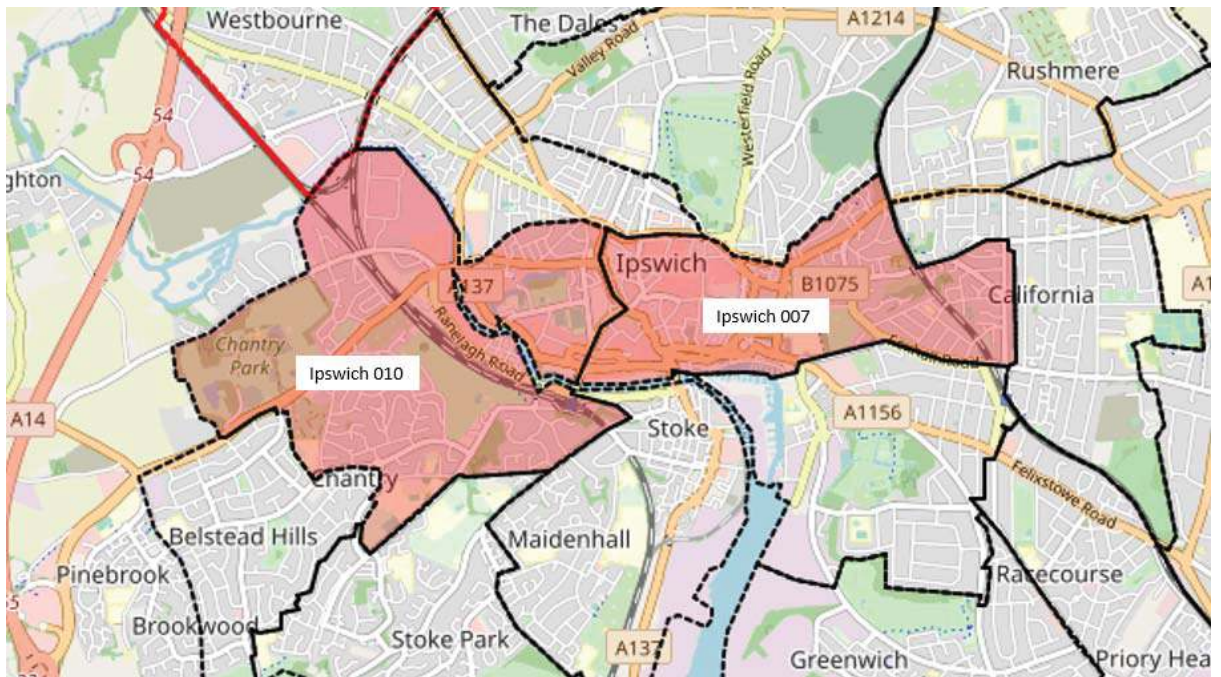 Westbourne
The Dales
A1214
Valley Road
Westerfield Road
Rushmere
54
54
ghton
Ipswich
A137
B1075
California
Ipswich 007
Chantry
Park
Ranelagh Road
Ipswich 010
A14
A1156
Stoke
Chantry
Felixstowe Road
Belstead Hills
Maidenhall
Pinebrook
Racecourse
Brookwood
Stoke Park
A137
Greenwich
Priory Hea